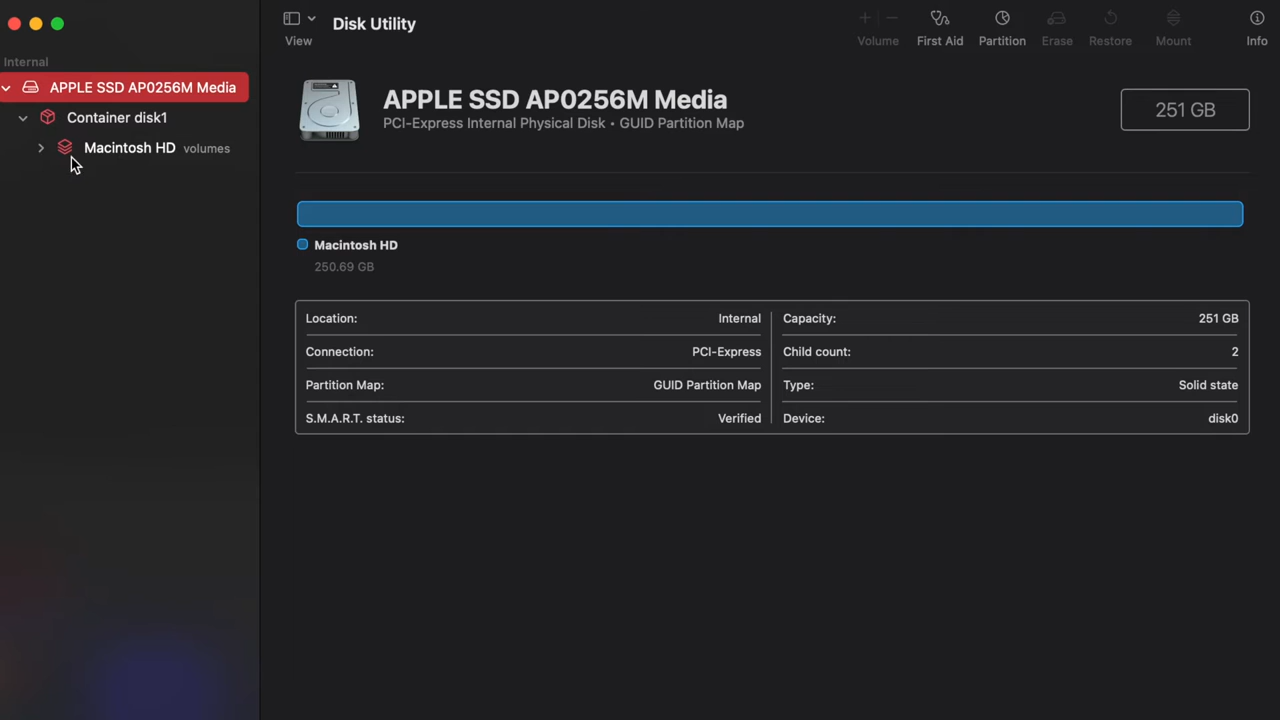 View
Disk Utility
Volume
First Aid
Partition
Erase
Restore
Mount
Info
Internal
APPLE SSD AP0256M Media
Container disk1
Macintosh HD volumes
APPLE SSD AP0256M Media
PCI-Express Internal Physical Disk • GUID Partition Map
251 GB
Macintosh HD
250.69 GB
Location: Internal
Capacity: 251 GB
Connection: PCI-Express
Child count: 2
Partition Map: GUID Partition Map
Type: Solid state
S.M.A.R.T. status: Verified
Device: disk0